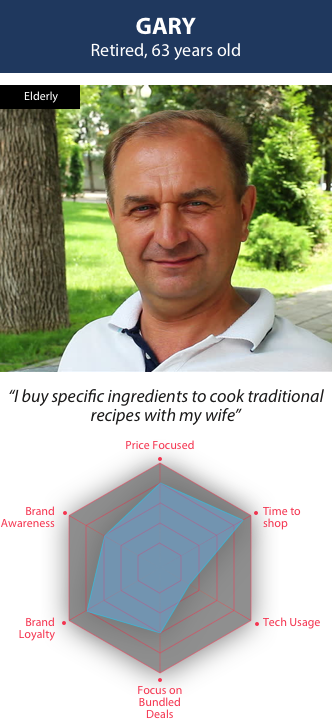 GARY
Retired, 63 years old
Elderly
“I buy specific ingredients to cook traditional
recipes with my wife”
Price Focused
Brand
Awareness
Time to
shop
Brand
Loyalty
Tech Usage
Focus on
Bundled
Deals